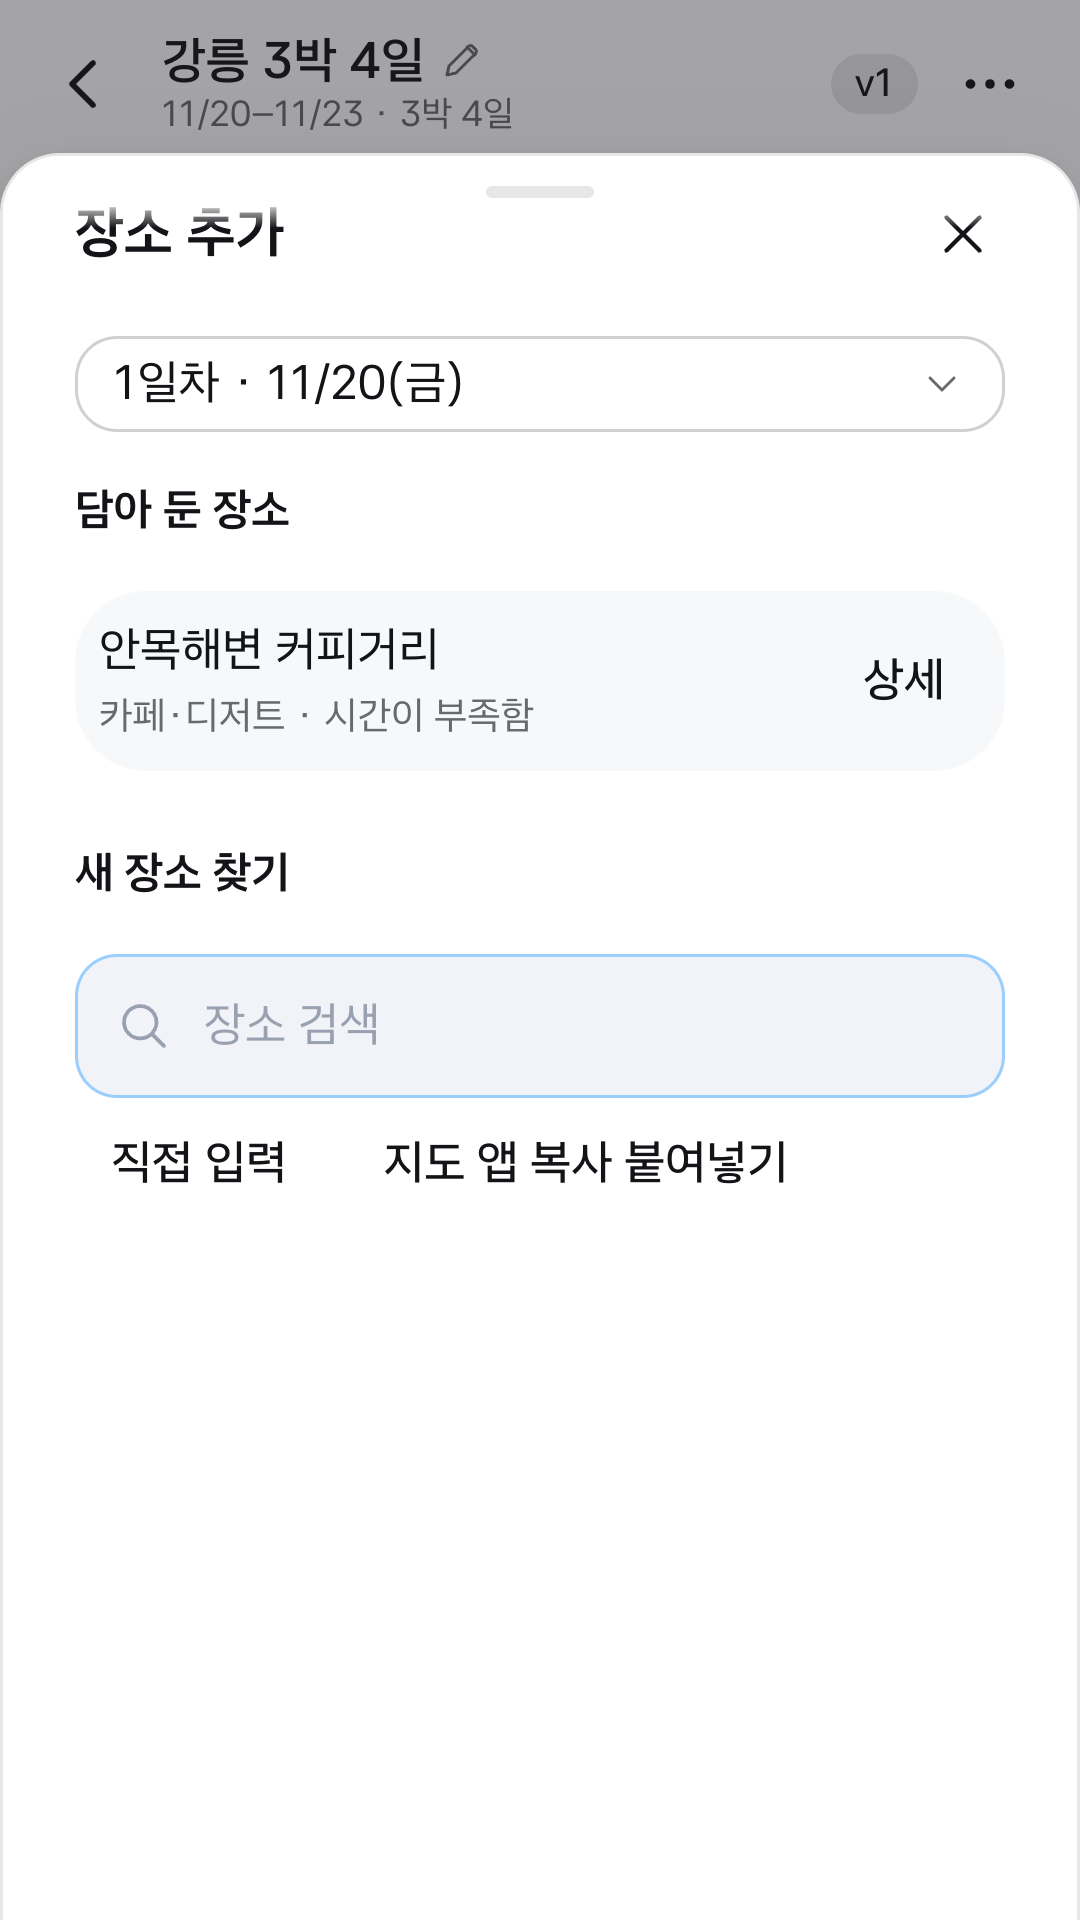 강릉 3박 4일
v1
11/20–11/23 · 3박 4일
장소 추가
1일차 · 11/20(금)
담아 둔 장소
안목해변 커피거리
상세
카페·디저트 · 시간이 부족함
새 장소 찾기
장소 검색
직접 입력
지도 앱 복사 붙여넣기